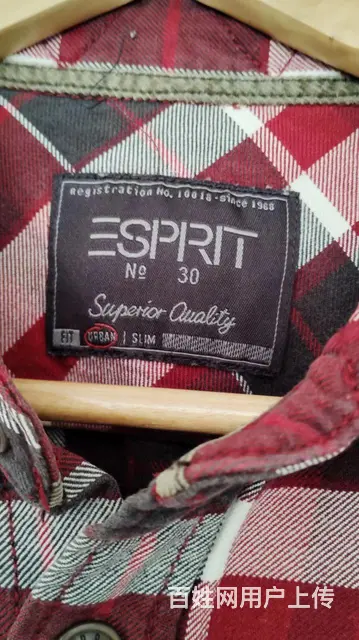 Registration No. 10018 - Since 1968
ESPRIT
No 30
Superior Quality
FIT URBAN / SLIM
百姓网用户上传